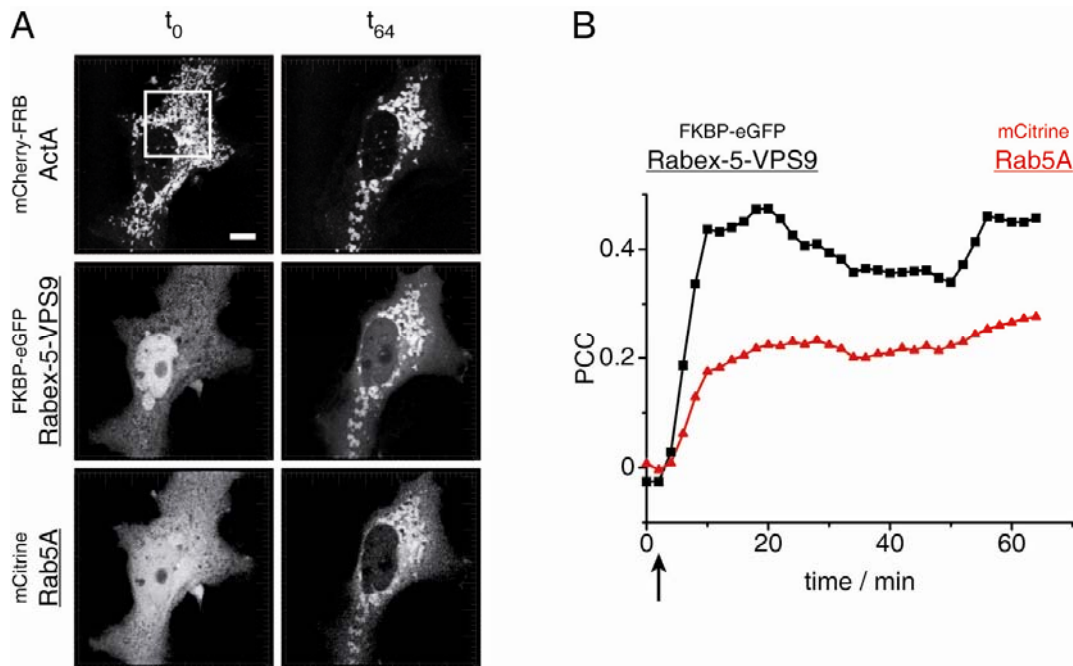 A
t0
t64
mCherry-FRB
ActA
FKBP-eGFP
Rabex-5-VPS9
mCitrine
Rab5A
B
FKBP-eGFP
Rabex-5-VPS9
mCitrine
Rab5A
PCC
0.4
0.2
0
0
20
40
60
time / min